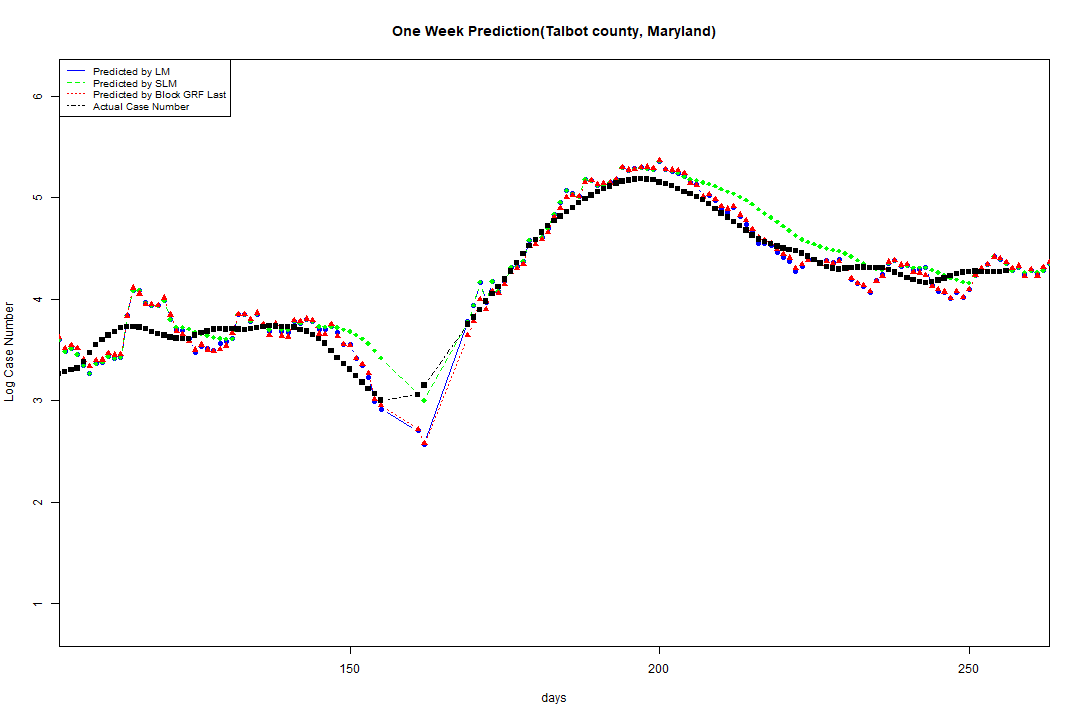 One Week Prediction(Talbot county, Maryland)
Predicted by LM
Predicted by SLM
Predicted by Block GRF Last
Actual Case Number
6
5
4
3
2
1
Log Case Number
150
200
250
days